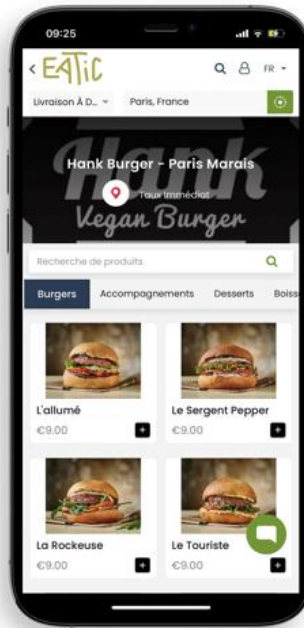 09:25
EATiC
FR
Livraison À D... Paris, France
Hank
Hank Burger - Paris Marais
Taux Immédiat
Vegan Burger
Recherche de produits
Burgers Accompagnements Desserts Boiss
L'allumé Le Sergent Pepper
€9.00 €9.00
La Rockeuse Le Touriste
€9.00 €9.00